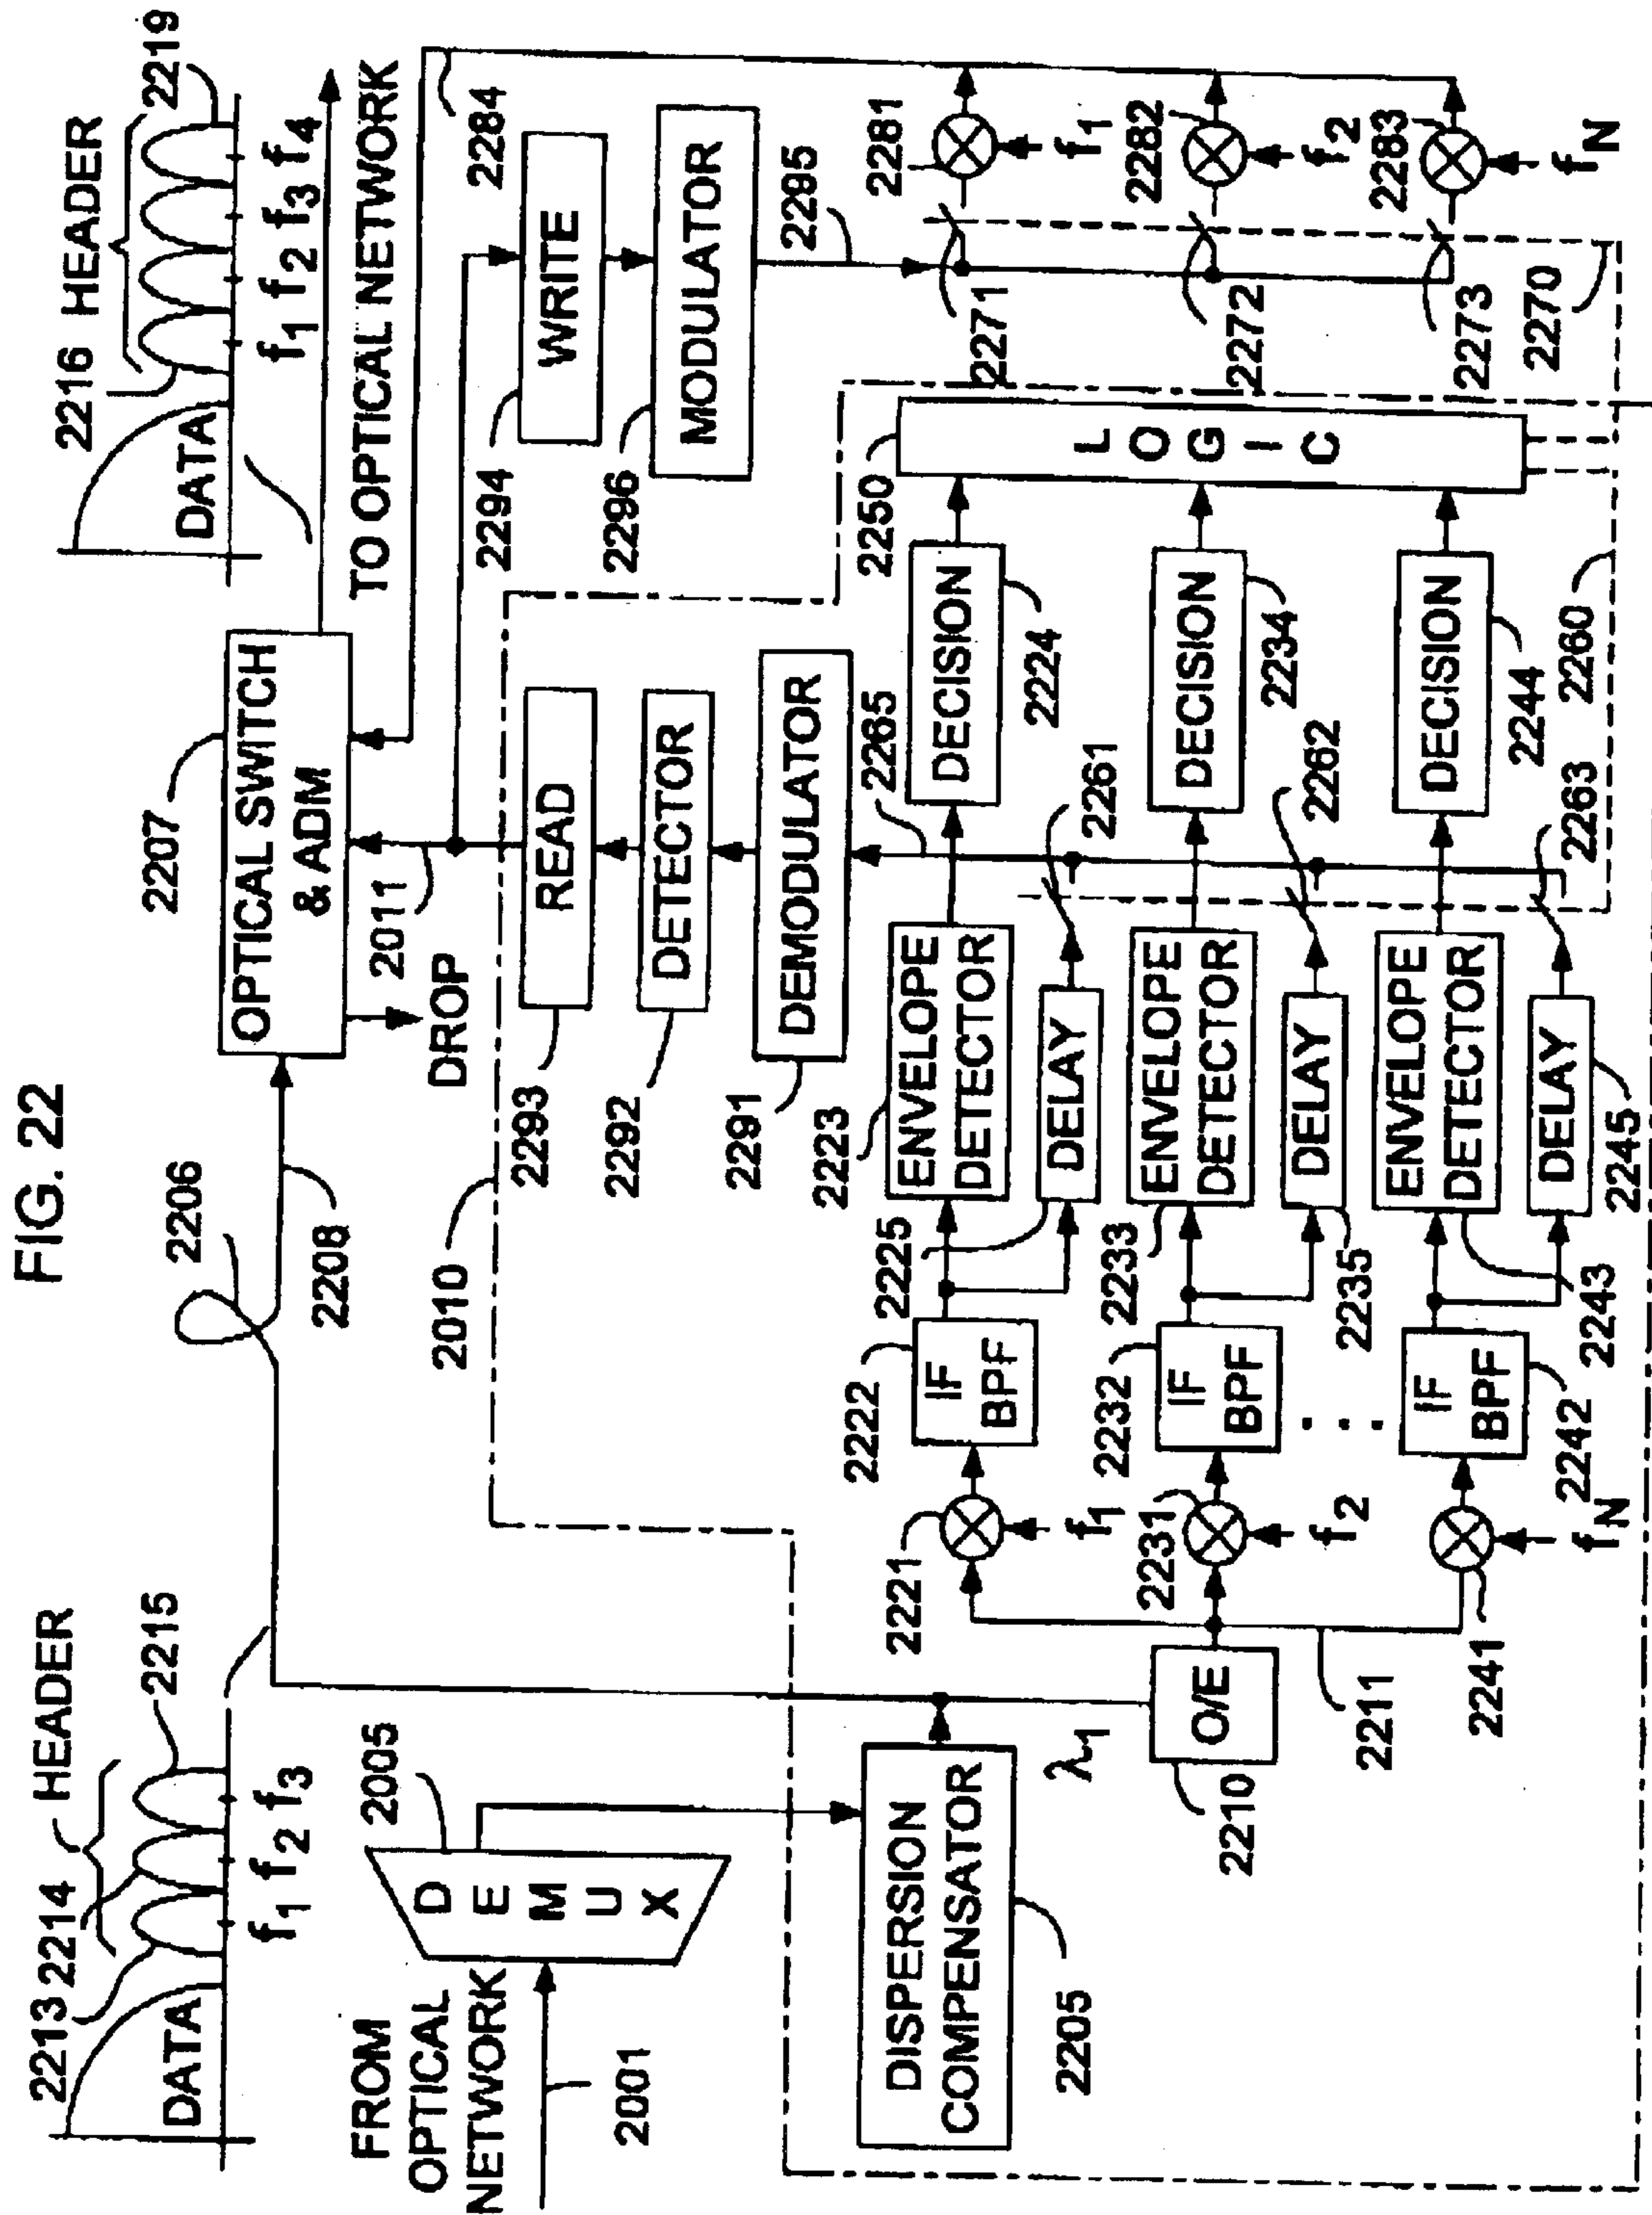 FIG. 22
2213
2214
HEADER
2215
DATA
f1 f2 f3
FROM
OPTICAL
NETWORK
2001
DEMUX
2005
2206
2208
2207
OPTICAL SWITCH
& ADM
DROP
2011
2216
HEADER
2219
DATA
f1 f2 f3 f4
TO OPTICAL NETWORK
2284
2010
DISPERSION
COMPENSATOR
2205
λ1
O/E
2210
2211
2293
READ
2292
DETECTOR
2291
DEMODULATOR
2265
2294
WRITE
2296
MODULATOR
2295
2221
f1
2222
IF
BPF
2223
ENVELOPE
DETECTOR
2225
DELAY
2261
DECISION
2224
2250
LOGIC
2271
2281
f1
2231
f2
2232
IF
BPF
2233
ENVELOPE
DETECTOR
2235
DELAY
2262
DECISION
2234
2272
2282
f2
. . .
2241
fN
IF
BPF
2242
2243
ENVELOPE
DETECTOR
DELAY
2245
2263
DECISION
2244
2260
2273
2283
fN
2270